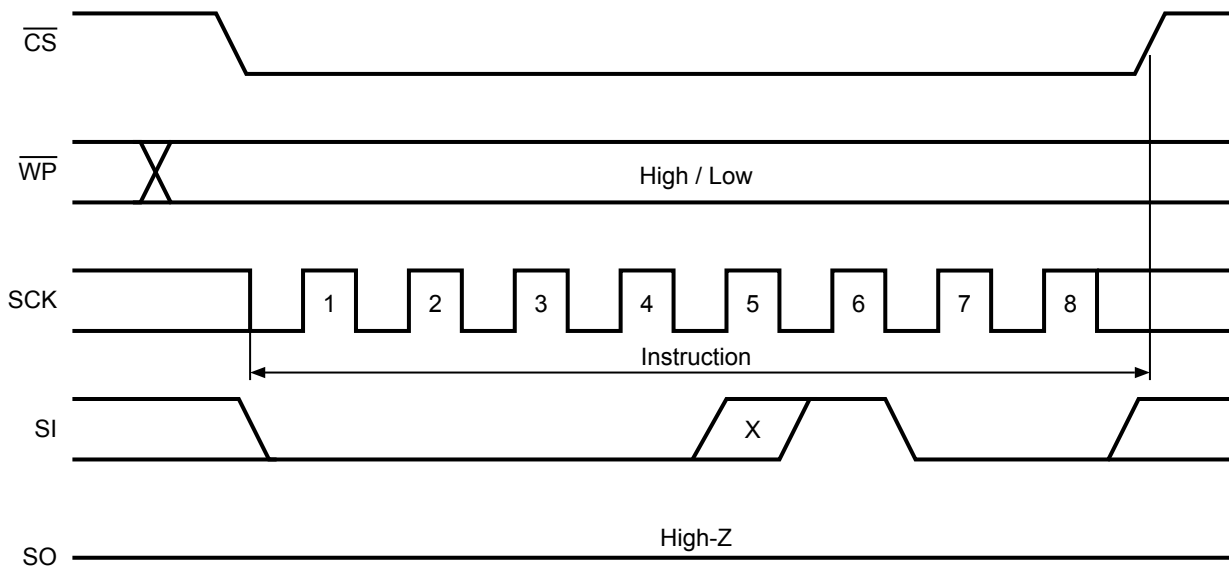 CS
WP
High / Low
SCK
1 2 3 4 5 6 7 8
Instruction
SI
X
High-Z
SO